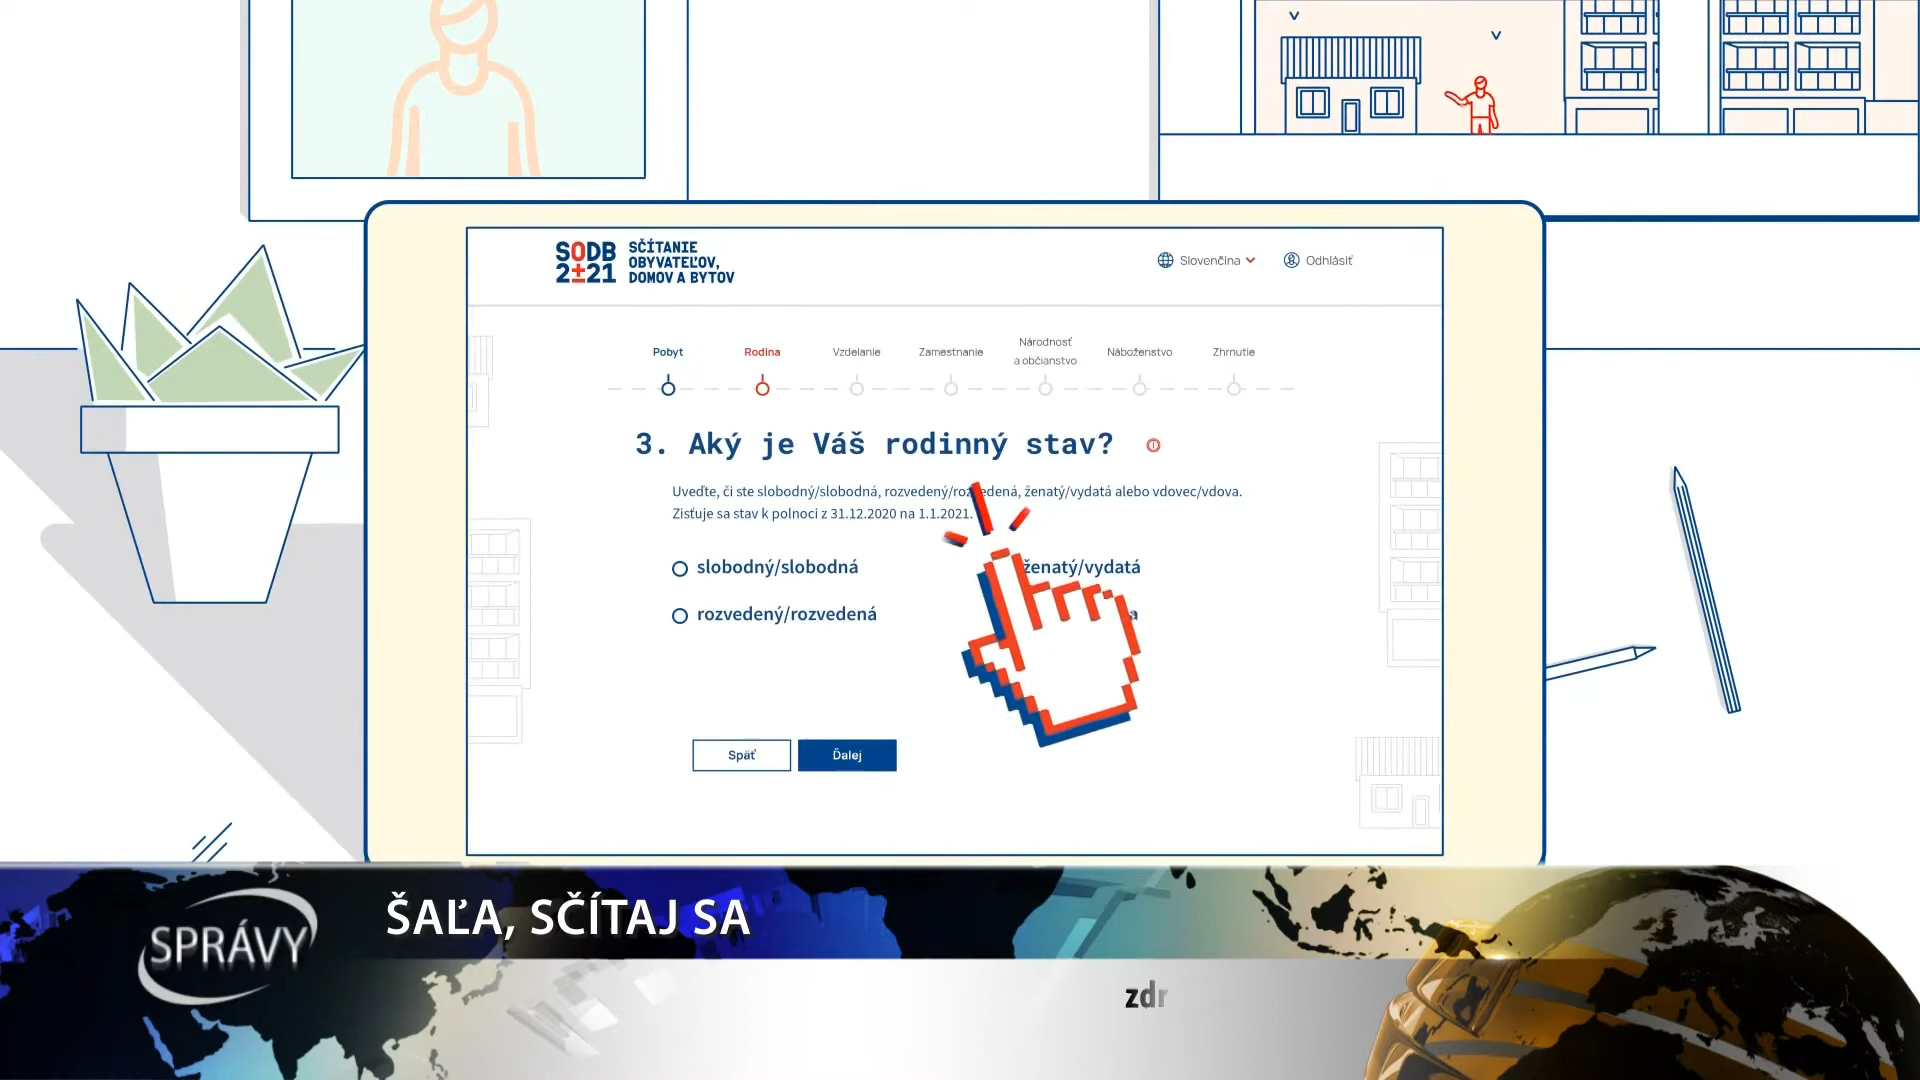 SODB
2±21
SČÍTANIE
OBYVATEĽOV,
DOMOV A BYTOV
Slovenčina
Odhlásiť
Pobyt
Rodina
Vzdelanie
Zamestnanie
Národnosť
a občianstvo
Náboženstvo
Zhrnutie
3. Aký je Váš rodinný stav?
Uveďte, či ste slobodný/slobodná, rozvedený/rozvedená, ženatý/vydatá alebo vdovec/vdova.
Zisťuje sa stav k polnoci z 31.12.2020 na 1.1.2021.
slobodný/slobodná
ženatý/vydatá
rozvedený/rozvedená
Späť
Ďalej
SPRÁVY
ŠAĽA, SČÍTAJ SA
zdr